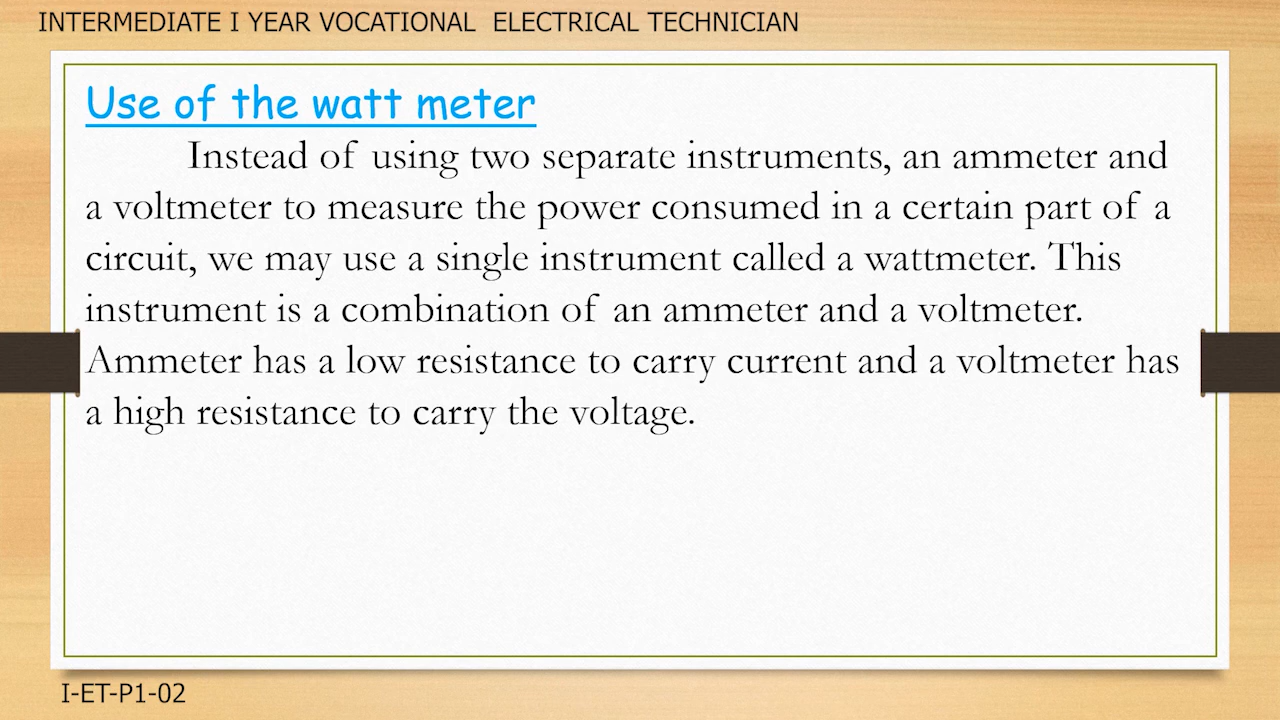 INTERMEDIATE I YEAR VOCATIONAL ELECTRICAL TECHNICIAN
Use of the watt meter
Instead of using two separate instruments, an ammeter and
a voltmeter to measure the power consumed in a certain part of a
circuit, we may use a single instrument called a wattmeter. This
instrument is a combination of an ammeter and a voltmeter.
Ammeter has a low resistance to carry current and a voltmeter has
a high resistance to carry the voltage.
I-ET-P1-02